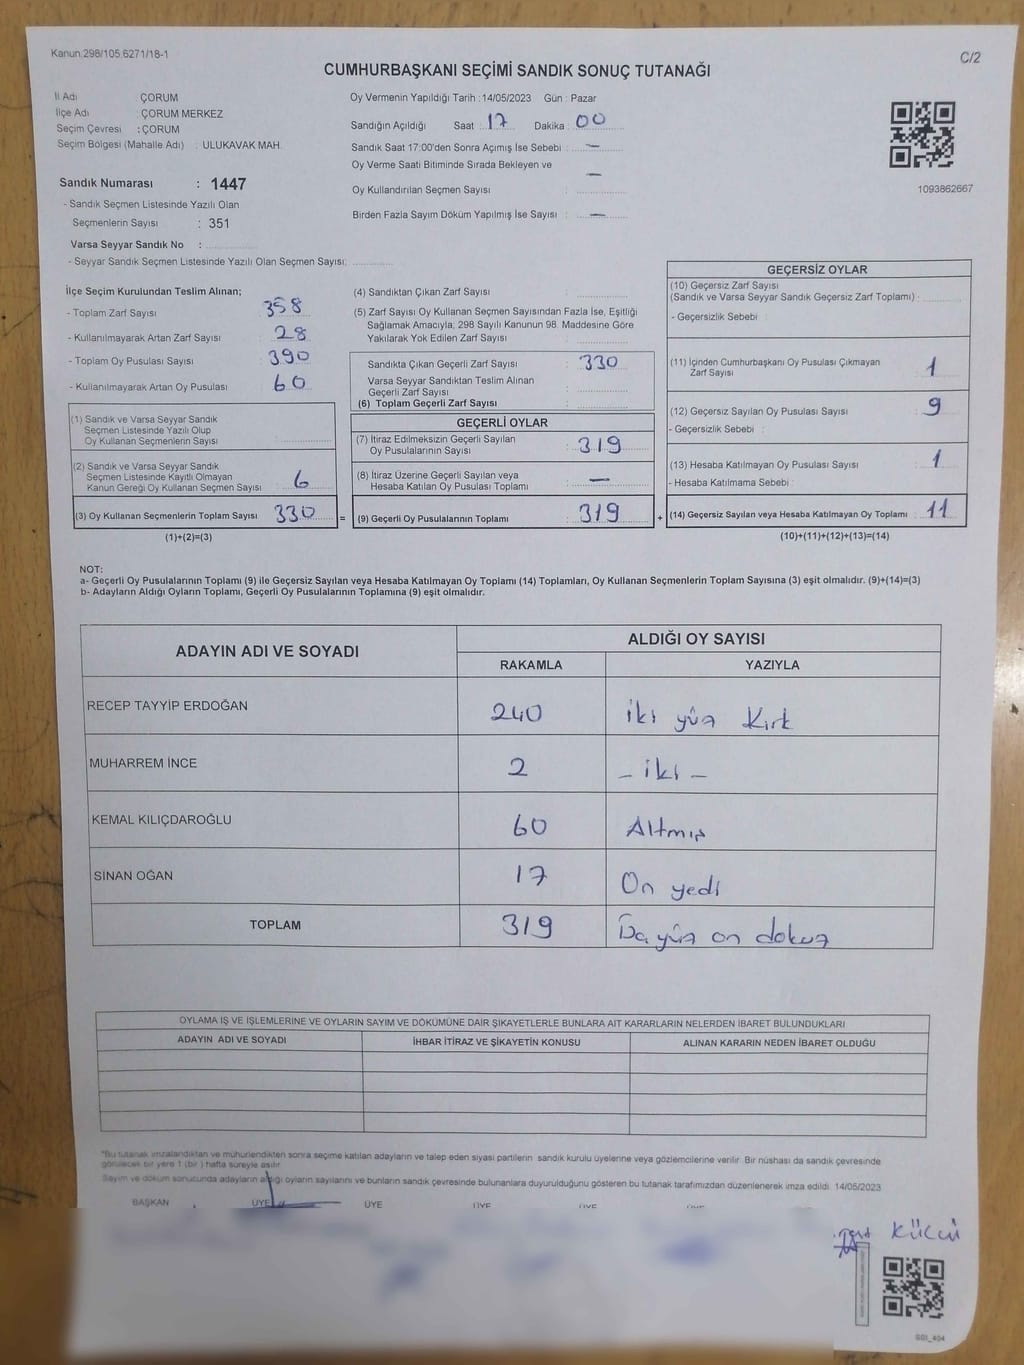 Kanun:298/105,6271/18-1
C/2
CUMHURBAŞKANI SEÇİMİ SANDIK SONUÇ TUTANAĞI
İl Adı ÇORUM
İlçe Adı : ÇORUM MERKEZ
Seçim Çevresi : ÇORUM
Seçim Bölgesi (Mahalle Adı) : ULUKAVAK MAH.
Sandık Numarası : 1447
- Sandık Seçmen Listesinde Yazılı Olan
Seçmenlerin Sayısı : 351
Varsa Seyyar Sandık No :
- Seyyar Sandık Seçmen Listesinde Yazılı Olan Seçmen Sayısı:
Oy Vermenin Yapıldığı Tarih :14/05/2023 Gün : Pazar
Sandığın Açıldığı Saat : 17 Dakika : 00
Sandık Saat 17:00'den Sonra Açımış İse Sebebi : —
Oy Verme Saati Bitiminde Sırada Bekleyen ve
Oy Kullandırılan Seçmen Sayısı : —
Birden Fazla Sayım Döküm Yapılmış İse Sayısı : —
1093862667
İlçe Seçim Kurulundan Teslim Alınan;
- Toplam Zarf Sayısı : 358
- Kullanılmayarak Artan Zarf Sayısı : 28
- Toplam Oy Pusulası Sayısı : 390
- Kullanılmayarak Artan Oy Pusulası : 60
(1) Sandık ve Varsa Seyyar Sandık
Seçmen Listesinde Yazılı Olup
Oy Kullanan Seçmenlerin Sayısı :
(2) Sandık ve Varsa Seyyar Sandık
Seçmen Listesinde Kayıtlı Olmayan
Kanun Gereği Oy Kullanan Seçmen Sayısı : 6
(3) Oy Kullanan Seçmenlerin Toplam Sayısı : 330
(1)+(2)=(3)
(4) Sandıktan Çıkan Zarf Sayısı :
(5) Zarf Sayısı Oy Kullanan Seçmen Sayısından Fazla İse, Eşitliği
Sağlamak Amacıyla, 298 Sayılı Kanunun 98. Maddesine Göre
Yakılarak Yok Edilen Zarf Sayısı :
Sandıkta Çıkan Geçerli Zarf Sayısı : 330
Varsa Seyyar Sandıktan Teslim Alınan
Geçerli Zarf Sayısı :
(6) Toplam Geçerli Zarf Sayısı :
GEÇERLİ OYLAR
(7) İtiraz Edilmeksizin Geçerli Sayılan
Oy Pusulalarının Sayısı : 319
(8) İtiraz Üzerine Geçerli Sayılan veya
Hesaba Katılan Oy Pusulası Toplamı : —
= (9) Geçerli Oy Pusulalarının Toplamı : 319
GEÇERSİZ OYLAR
(10) Geçersiz Zarf Sayısı
(Sandık ve Varsa Seyyar Sandık Geçersiz Zarf Toplamı) :
- Geçersizlik Sebebi :
(11) İçinden Cumhurbaşkanı Oy Pusulası Çıkmayan
Zarf Sayısı : 1
(12) Geçersiz Sayılan Oy Pusulası Sayısı : 9
- Geçersizlik Sebebi :
(13) Hesaba Katılmayan Oy Pusulası Sayısı : 1
- Hesaba Katılmama Sebebi :
+ (14) Geçersiz Sayılan veya Hesaba Katılmayan Oy Toplamı : 11
(10)+(11)+(12)+(13)=(14)
NOT:
a- Geçerli Oy Pusulalarının Toplamı (9) ile Geçersiz Sayılan veya Hesaba Katılmayan Oy Toplamı (14) Toplamları, Oy Kullanan Seçmenlerin Toplam Sayısına (3) eşit olmalıdır. (9)+(14)=(3)
b- Adayların Aldığı Oyların Toplamı, Geçerli Oy Pusulalarının Toplamına (9) eşit olmalıdır.
ADAYIN ADI VE SOYADI ALDIĞI OY SAYISI
RAKAMLA YAZIYLA
RECEP TAYYİP ERDOĞAN 240 iki yüz Kırk
MUHARREM İNCE 2 - iki -
KEMAL KILIÇDAROĞLU 60 Altmış
SİNAN OĞAN 17 On yedi
TOPLAM 319 yüz on dokuz
OYLAMA İŞ VE İŞLEMLERİNE VE OYLARIN SAYIM VE DÖKÜMÜNE DAİR ŞİKAYETLERLE BUNLARA AİT KARARLARIN NELERDEN İBARET BULUNDUKLARI
ADAYIN ADI VE SOYADI İHBAR İTİRAZ VE ŞİKAYETİN KONUSU ALINAN KARARIN NEDEN İBARET OLDUĞU
*Bu tutanak imzalandıktan ve mühürlendikten sonra seçime katılan adayların ve talep eden siyasi partilerin sandık kurulu üyelerine veya gözlemcilerine verilir. Bir nüshası da sandık çevresinde
görülecek bir yere 1 (bir ) hafta süreyle asılır
Sayım ve döküm sonucunda adayların aldığı oyların sayılarını ve bunların sandık çevresinde bulunanlara duyurulduğunu gösteren bu tutanak tarafımızdan düzenlenerek imza edildi. 14/05/2023
BAŞKAN ÜYE ÜYE ÜYE ÜYE ÜYE
KÜÇÜ